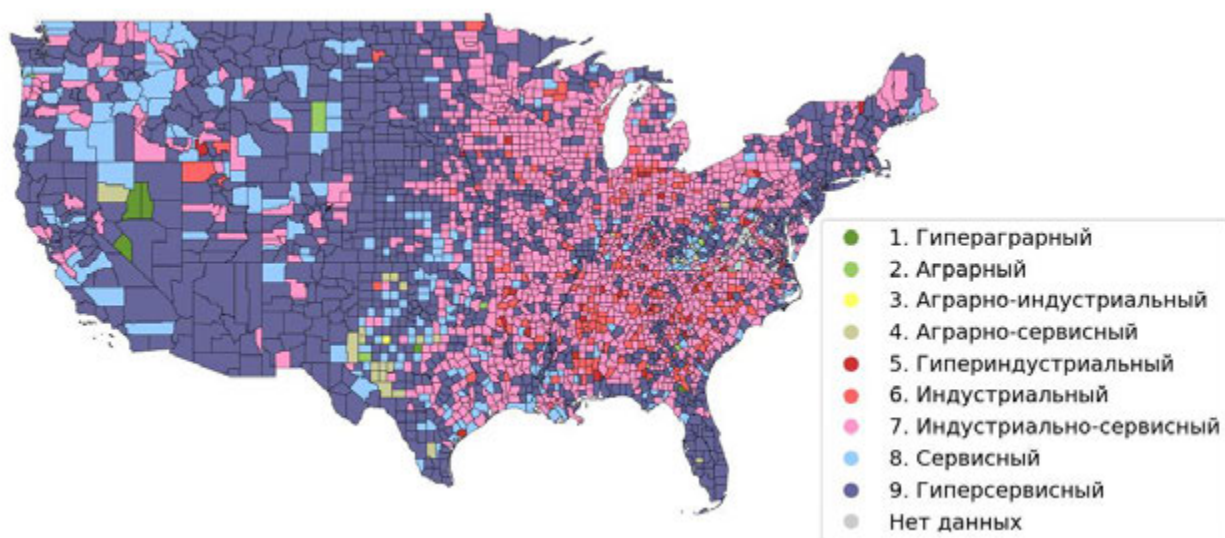 1. Гипераграрный
2. Аграрный
3. Аграрно-индустриальный
4. Аграрно-сервисный
5. Гипериндустриальный
6. Индустриальный
7. Индустриально-сервисный
8. Сервисный
9. Гиперсервисный
Нет данных